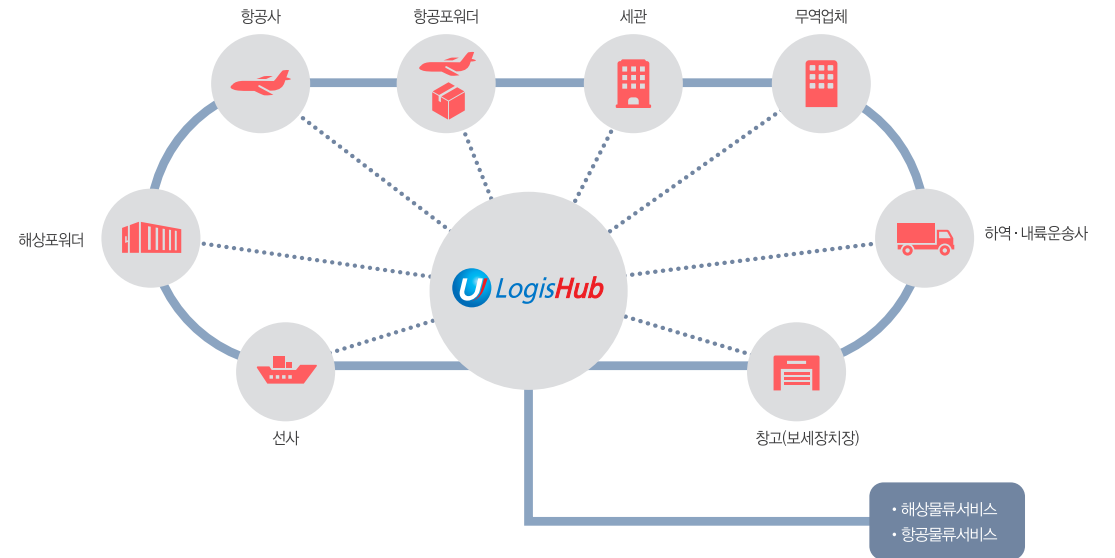 항공사
항공포워더
세관
무역업체
해상포워더
하역·내륙운송사
U LogisHub
선사
창고(보세장치장)
• 해상물류서비스
• 항공물류서비스